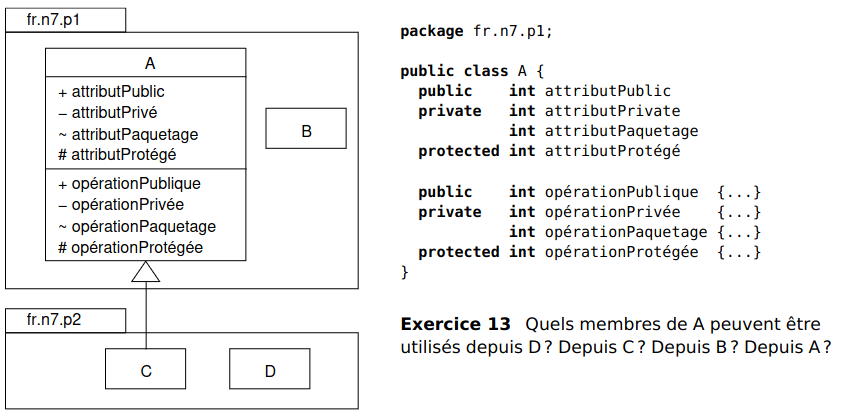 fr.n7.p1
A
+ attributPublic
– attributPrivé
~ attributPaquetage
# attributProtégé
+ opérationPublique
– opérationPrivée
~ opérationPaquetage
# opérationProtégée
B
fr.n7.p2
C
D
package fr.n7.p1;
public class A {
public int attributPublic
private int attributPrivate
int attributPaquetage
protected int attributProtégé
public int opérationPublique {...}
private int opérationPrivée {...}
int opérationPaquetage {...}
protected int opérationProtégée {...}
}
Exercice 13 Quels membres de A peuvent être
utilisés depuis D ? Depuis C ? Depuis B ? Depuis A ?